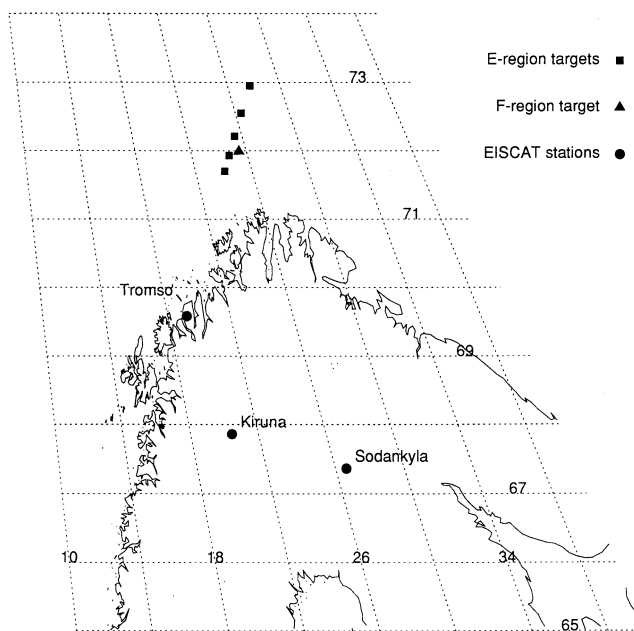 73
E-region targets
F-region target
EISCAT stations
71
Tromso
69
Kiruna
Sodankyla
67
10
18
26
34
65